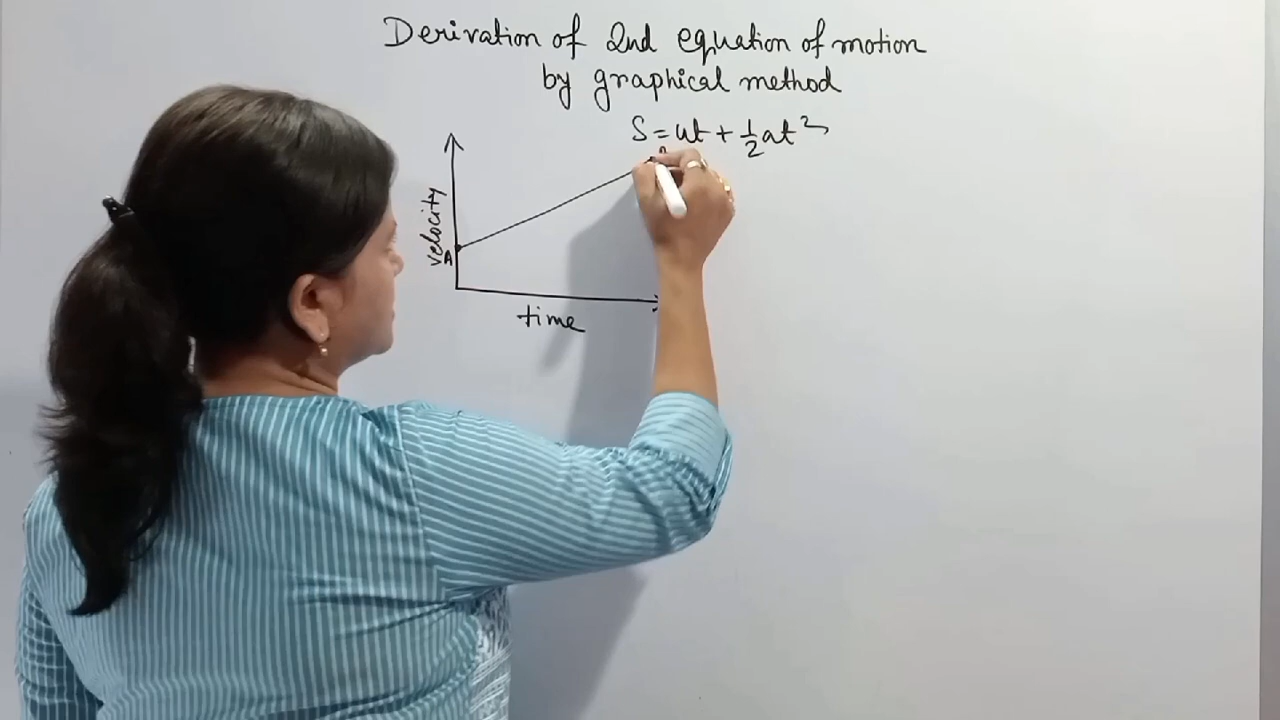 Derivation of 2nd equation of motion
by graphical method
S = ut + 1/2 at²
velocity
A
time